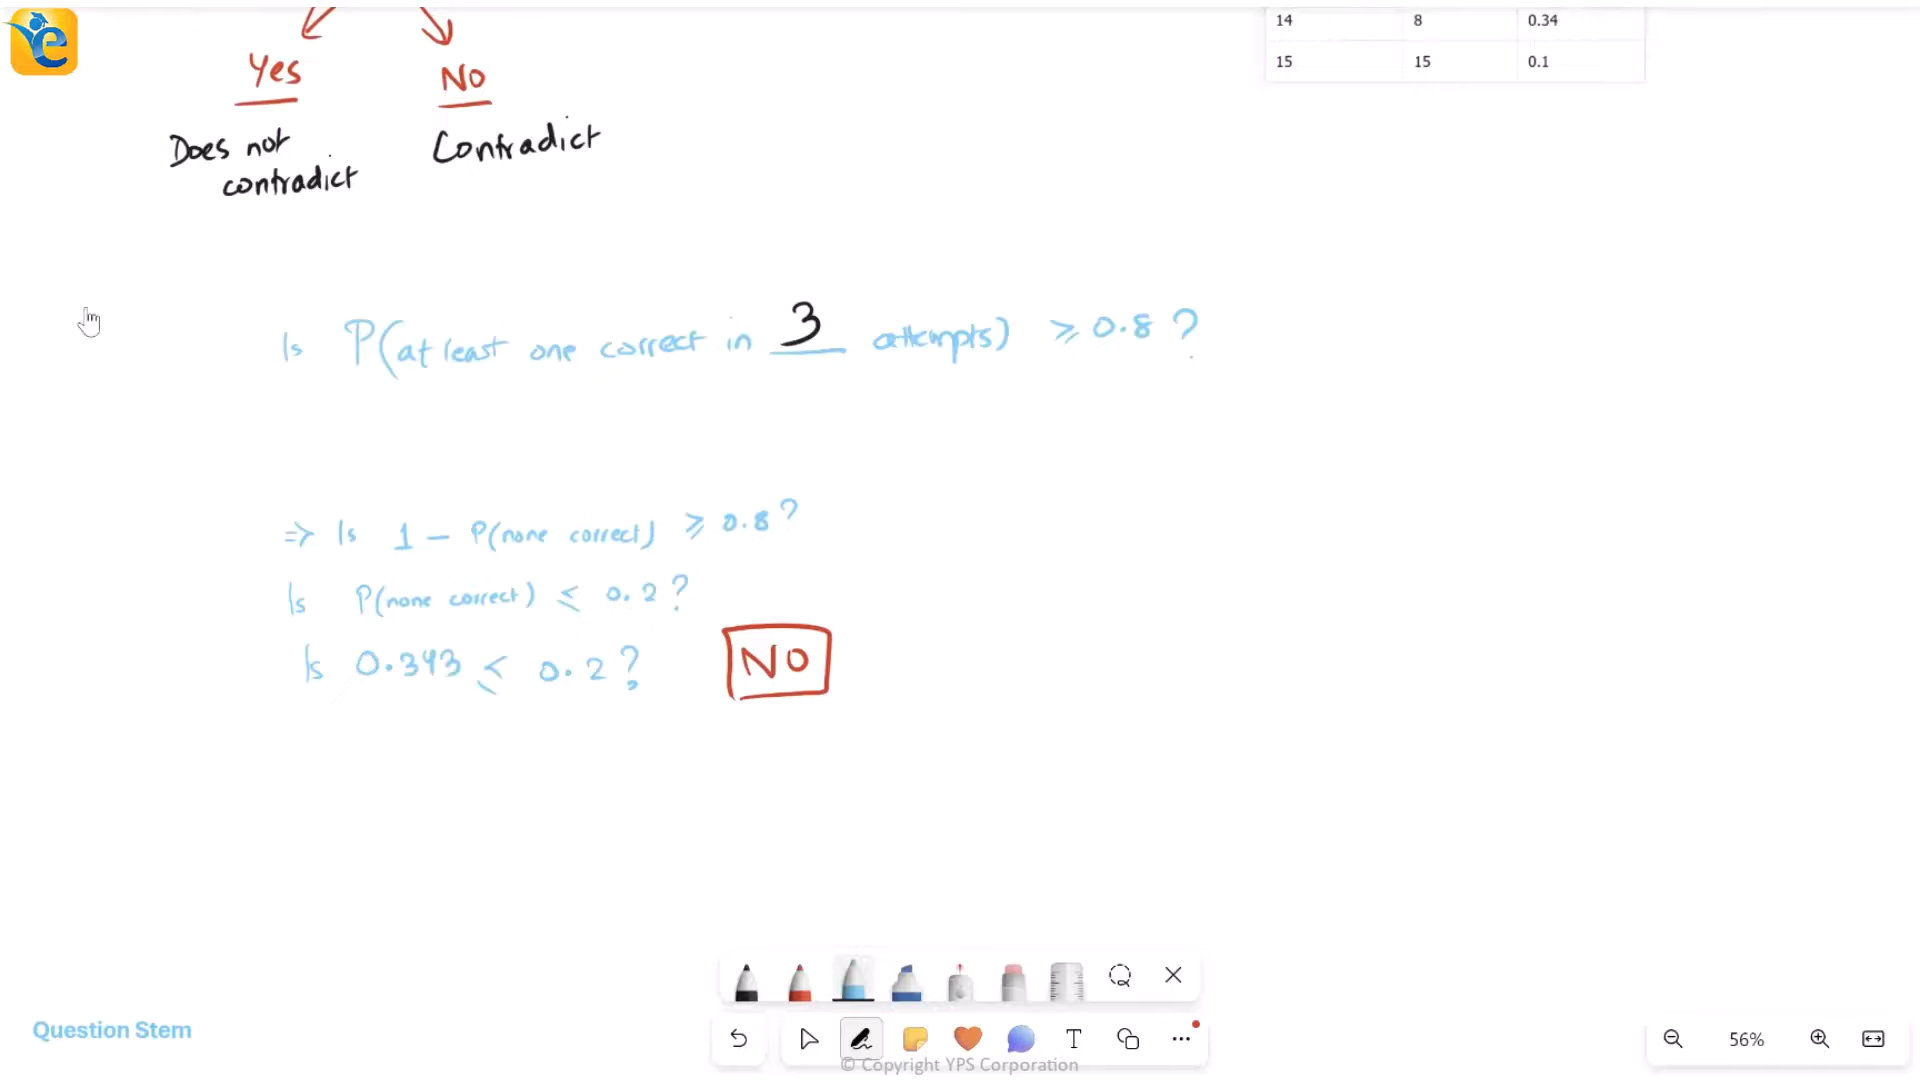 14 8 0.34
15 15 0.1
Yes No
Does not contradict
Contradict
Is P(at least one correct in 3 attempts) ≥ 0.8?
⇒ Is 1 - P(none correct) ≥ 0.8?
Is P(none correct) ≤ 0.2?
Is 0.343 ≤ 0.2? NO
Question Stem
56%
© Copyright YPS Corporation